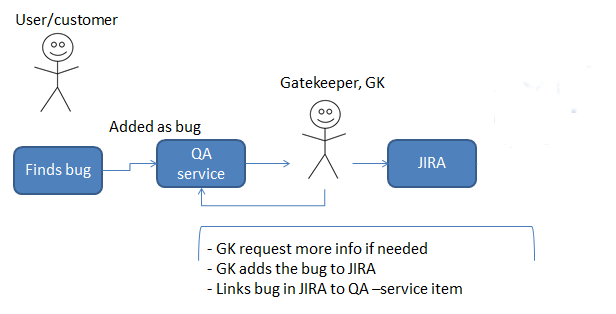 User/customer
Gatekeeper, GK
Added as bug
Finds bug
QA
service
JIRA
- GK request more info if needed
- GK adds the bug to JIRA
- Links bug in JIRA to QA –service item